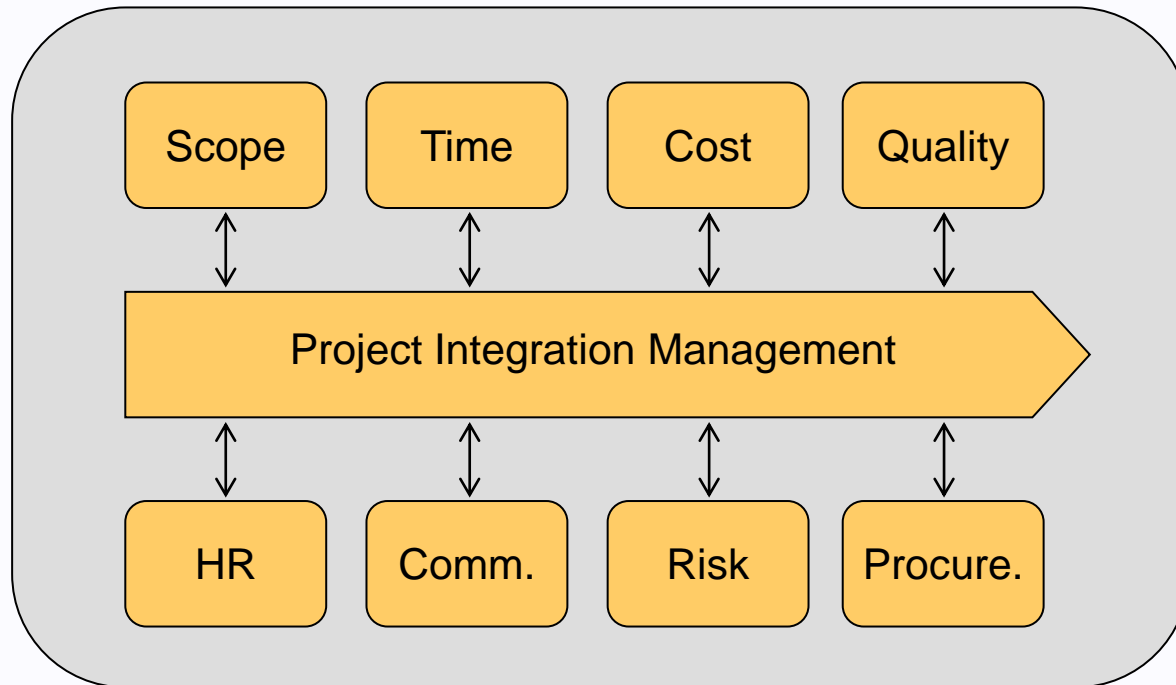 Scope
Time
Cost
Quality
Project Integration Management
HR
Comm.
Risk
Procure.